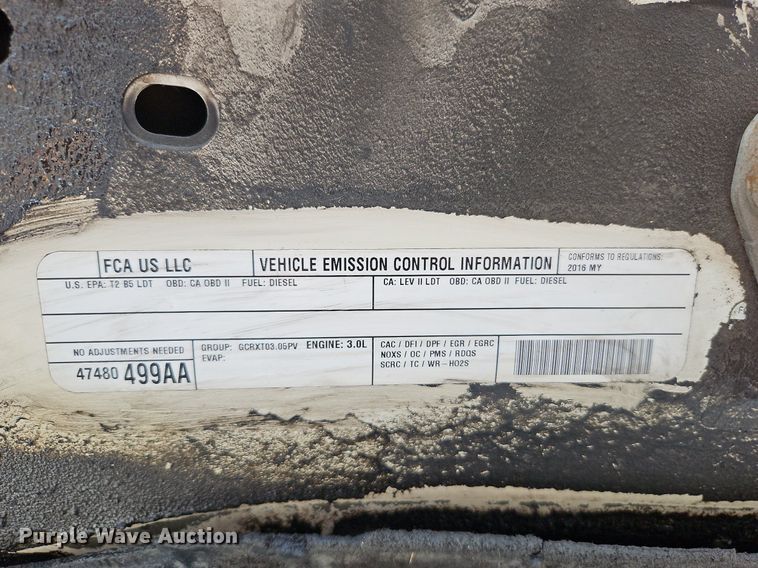 FCA US LLC
VEHICLE EMISSION CONTROL INFORMATION
CONFORMS TO REGULATIONS:
2016 MY
U.S. EPA: T2 B5 LDT OBD: CA OBD II FUEL: DIESEL
CA: LEV II LDT OBD: CA OBD II FUEL: DIESEL
NO ADJUSTMENTS NEEDED
47480 499AA
GROUP: GCRXT03.05PV ENGINE: 3.0L
EVAP:
CAC / DFI / DPF / EGR / EGRC
NOXS / OC / PMS / RDQS
SCRC / TC / WR-HO2S
Purple Wave Auction